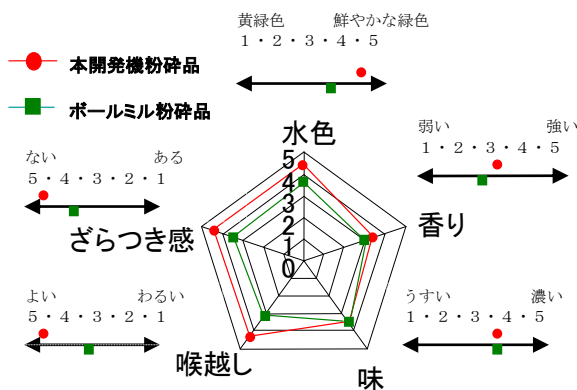 黄緑色 鮮やかな緑色
1・2・3・4・5
本開発機粉砕品
ボールミル粉砕品
水色
弱い 強い
1・2・3・4・5
ない ある
5・4・3・2・1
5
4
3
2
1
0
ざらつき感
香り
よい わるい
5・4・3・2・1
うすい 濃い
1・2・3・4・5
喉越し
味